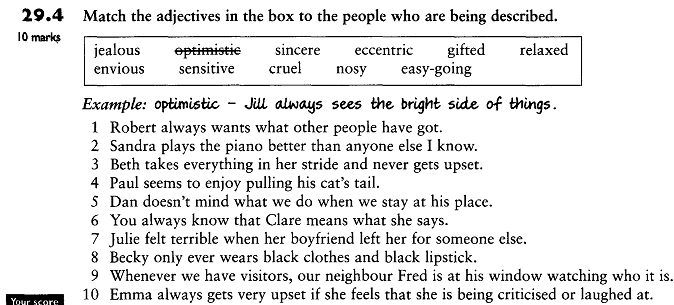 29.4 Match the adjectives in the box to the people who are being described.
10 marks
jealous optimistic sincere eccentric gifted relaxed
envious sensitive cruel nosy easy-going
Example: optimistic – Jill always sees the bright side of things.
1 Robert always wants what other people have got.
2 Sandra plays the piano better than anyone else I know.
3 Beth takes everything in her stride and never gets upset.
4 Paul seems to enjoy pulling his cat's tail.
5 Dan doesn't mind what we do when we stay at his place.
6 You always know that Clare means what she says.
7 Julie felt terrible when her boyfriend left her for someone else.
8 Becky only ever wears black clothes and black lipstick.
9 Whenever we have visitors, our neighbour Fred is at his window watching who it is.
10 Emma always gets very upset if she feels that she is being criticised or laughed at.
Your score